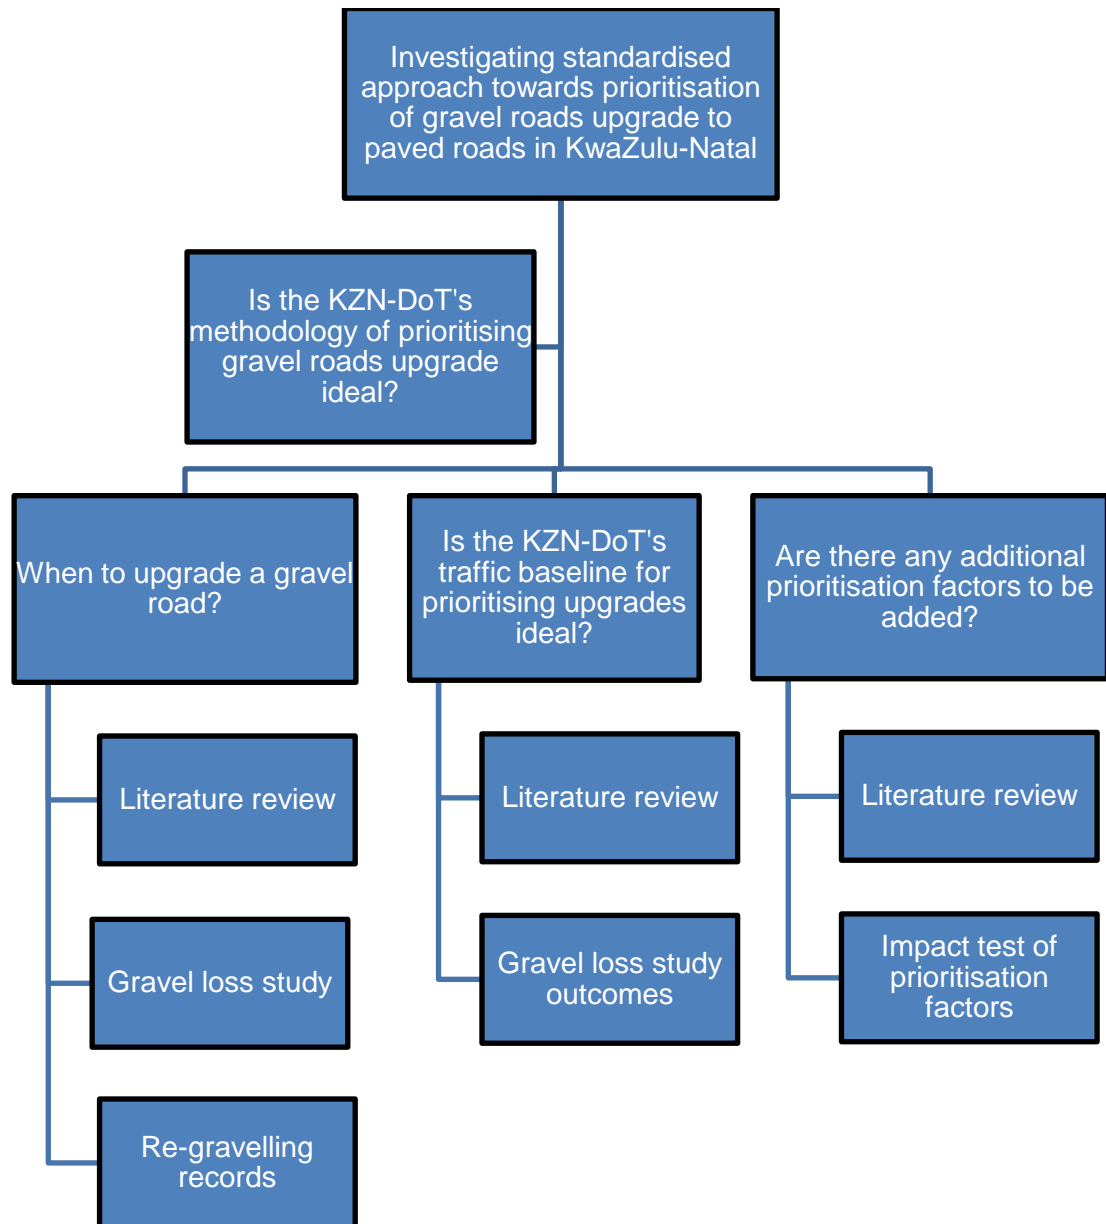 Investigating standardised
approach towards prioritisation
of gravel roads upgrade to
paved roads in KwaZulu-Natal
Is the KZN-DoT's
methodology of prioritising
gravel roads upgrade
ideal?
When to upgrade a gravel
road?
Is the KZN-DoT's
traffic baseline for
prioritising upgrades
ideal?
Are there any additional
prioritisation factors to be
added?
Literature review
Literature review
Literature review
Gravel loss study
Gravel loss study
outcomes
Impact test of
prioritisation
factors
Re-gravelling
records